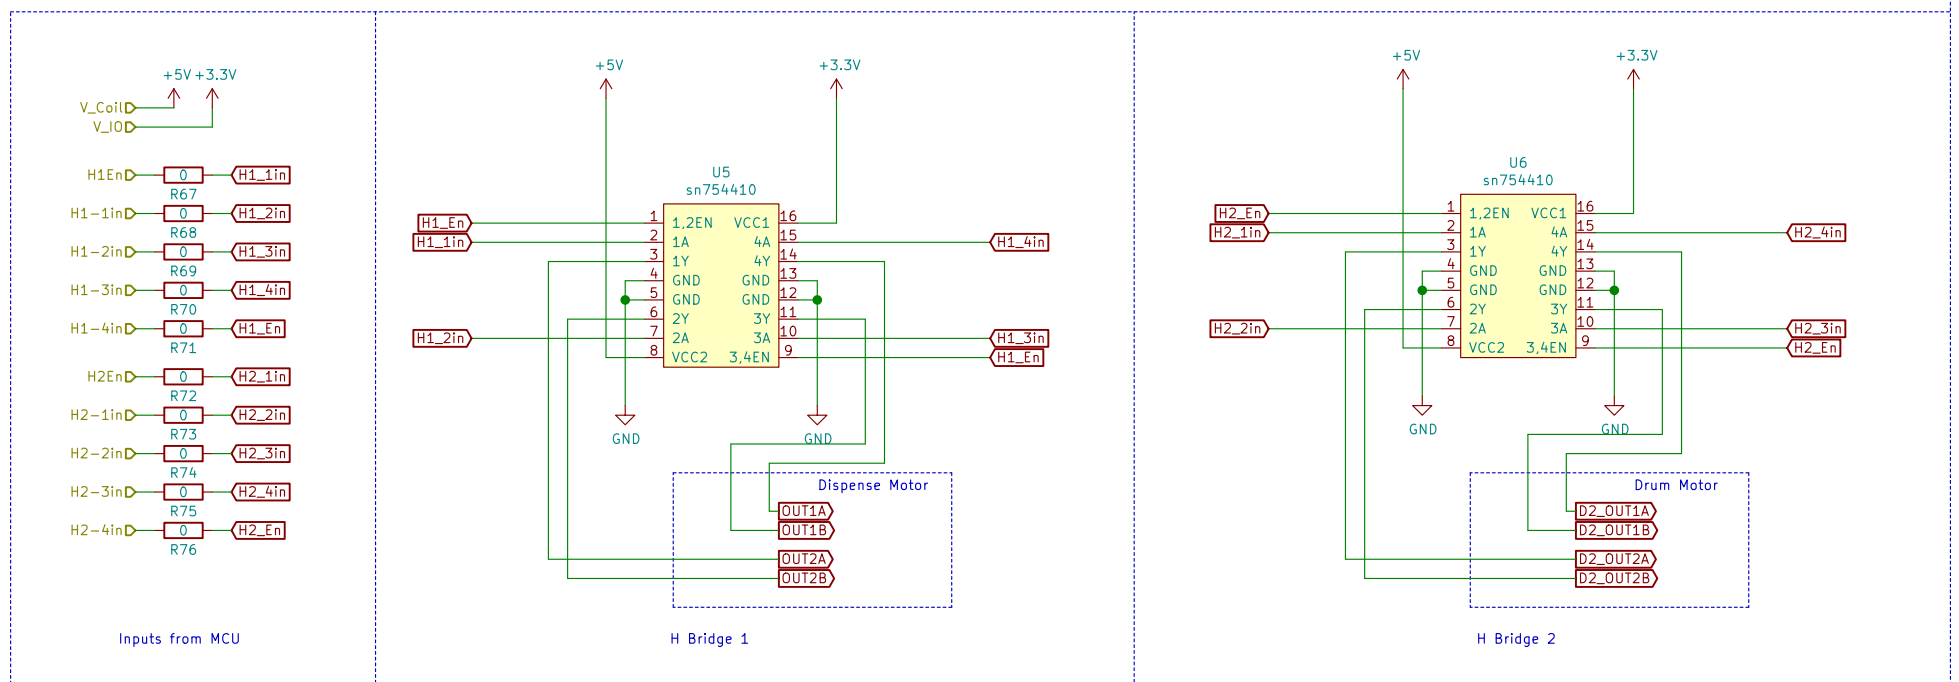 +5V +3.3V
V_Coil
V_IO
H1En 0 H1_1in
R67
H1-1in 0 H1_2in
R68
H1-2in 0 H1_3in
R69
H1-3in 0 H1_4in
R70
H1-4in 0 H1_En
R71
H2En 0 H2_1in
R72
H2-1in 0 H2_2in
R73
H2-2in 0 H2_3in
R74
H2-3in 0 H2_4in
R75
H2-4in 0 H2_En
R76
Inputs from MCU
+5V +3.3V
U5
sn754410
H1_En 1 1,2EN VCC1 16
H1_1in 2 1A 4A 15 H1_4in
3 1Y 4Y 14
4 GND GND 13
5 GND GND 12
6 2Y 3Y 11
H1_2in 7 2A 3A 10 H1_3in
8 VCC2 3,4EN 9 H1_En
GND GND
Dispense Motor
OUT1A
OUT1B
OUT2A
OUT2B
H Bridge 1
+5V +3.3V
U6
sn754410
H2_En 1 1,2EN VCC1 16
H2_1in 2 1A 4A 15 H2_4in
3 1Y 4Y 14
4 GND GND 13
5 GND GND 12
6 2Y 3Y 11
H2_2in 7 2A 3A 10 H2_3in
8 VCC2 3,4EN 9 H2_En
GND GND
Drum Motor
D2_OUT1A
D2_OUT1B
D2_OUT2A
D2_OUT2B
H Bridge 2